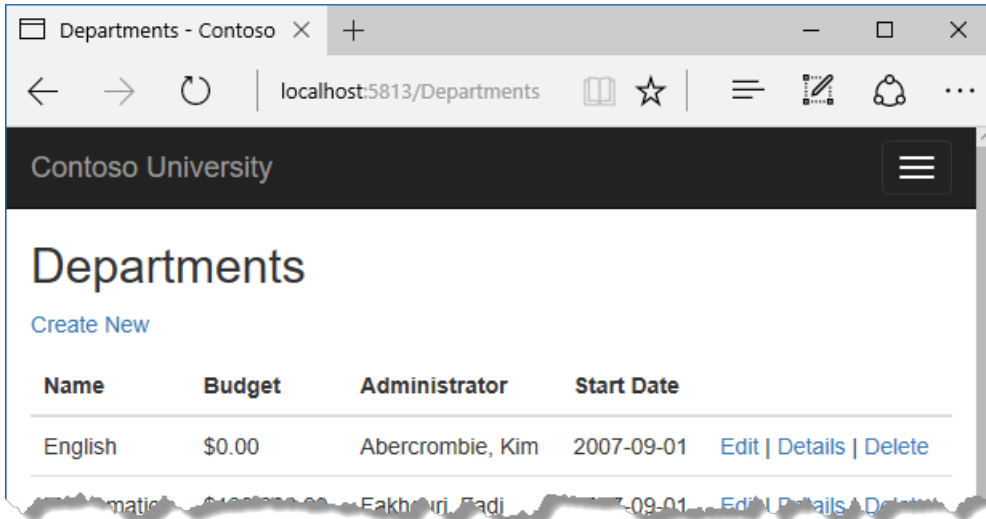 Departments - Contoso
localhost:5813/Departments
Contoso University
Departments
Create New
Name Budget Administrator Start Date
English $0.00 Abercrombie, Kim 2007-09-01 Edit | Details | Delete